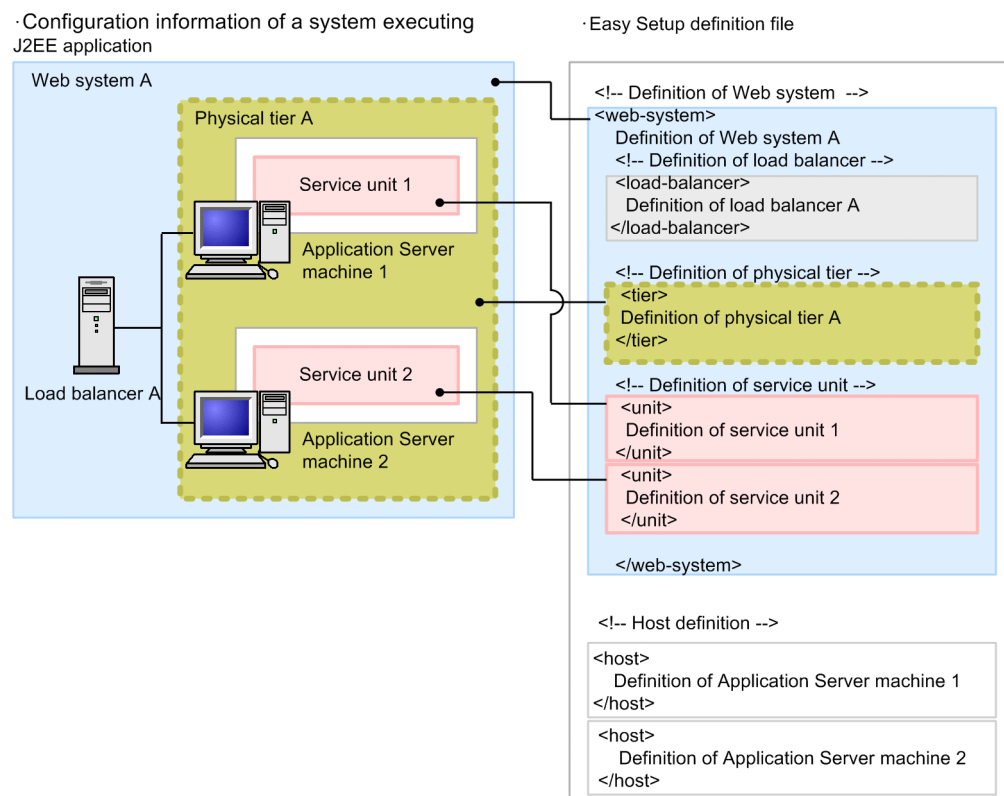 ·Configuration information of a system executing
J2EE application
Web system A
Physical tier A
Service unit 1
Application Server
machine 1
Load balancer A
Service unit 2
Application Server
machine 2
·Easy Setup definition file
<!-- Definition of Web system -->
<web-system>
Definition of Web system A
<!-- Definition of load balancer -->
<load-balancer>
Definition of load balancer A
</load-balancer>
<!-- Definition of physical tier -->
<tier>
Definition of physical tier A
</tier>
<!-- Definition of service unit -->
<unit>
Definition of service unit 1
</unit>
<unit>
Definition of service unit 2
</unit>
</web-system>
<!-- Host definition -->
<host>
Definition of Application Server machine 1
</host>
<host>
Definition of Application Server machine 2
</host>